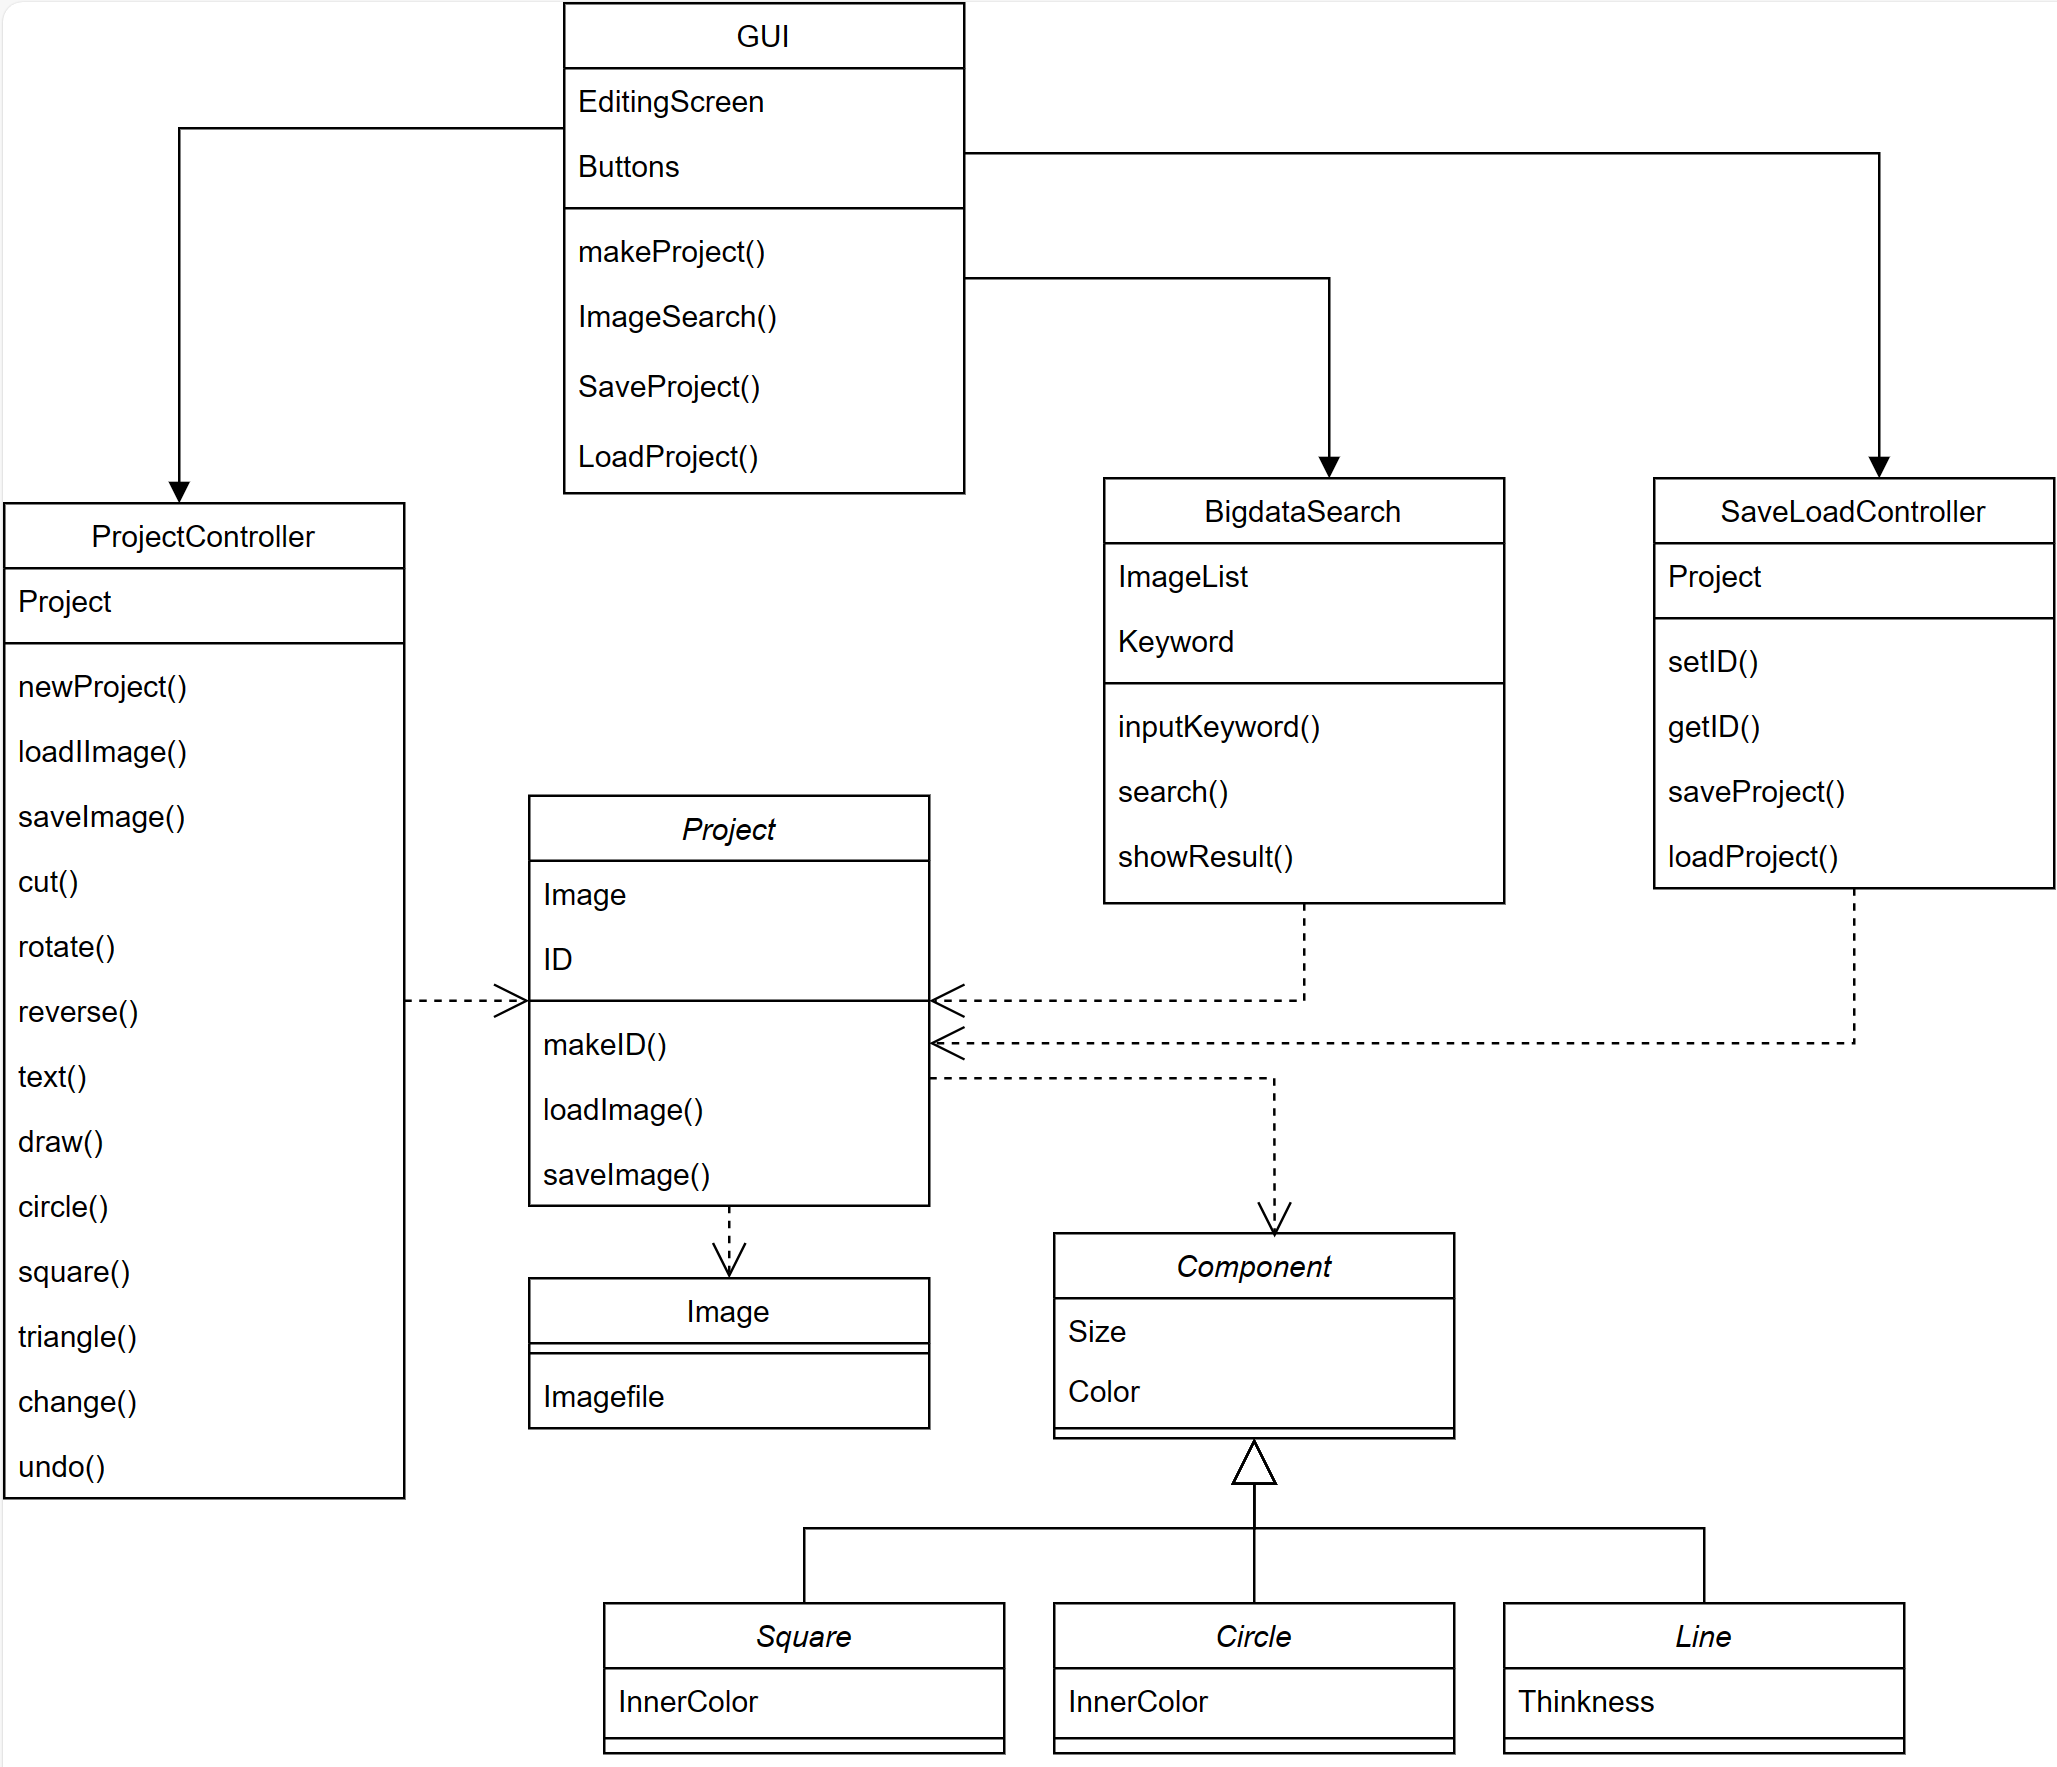 GUI
EditingScreen
Buttons
makeProject()
ImageSearch()
SaveProject()
LoadProject()
ProjectController
Project
newProject()
loadIImage()
saveImage()
cut()
rotate()
reverse()
text()
draw()
circle()
square()
triangle()
change()
undo()
BigdataSearch
ImageList
Keyword
inputKeyword()
search()
showResult()
SaveLoadController
Project
setID()
getID()
saveProject()
loadProject()
Project
Image
ID
makeID()
loadImage()
saveImage()
Image
Imagefile
Component
Size
Color
Square
InnerColor
Circle
InnerColor
Line
Thinkness